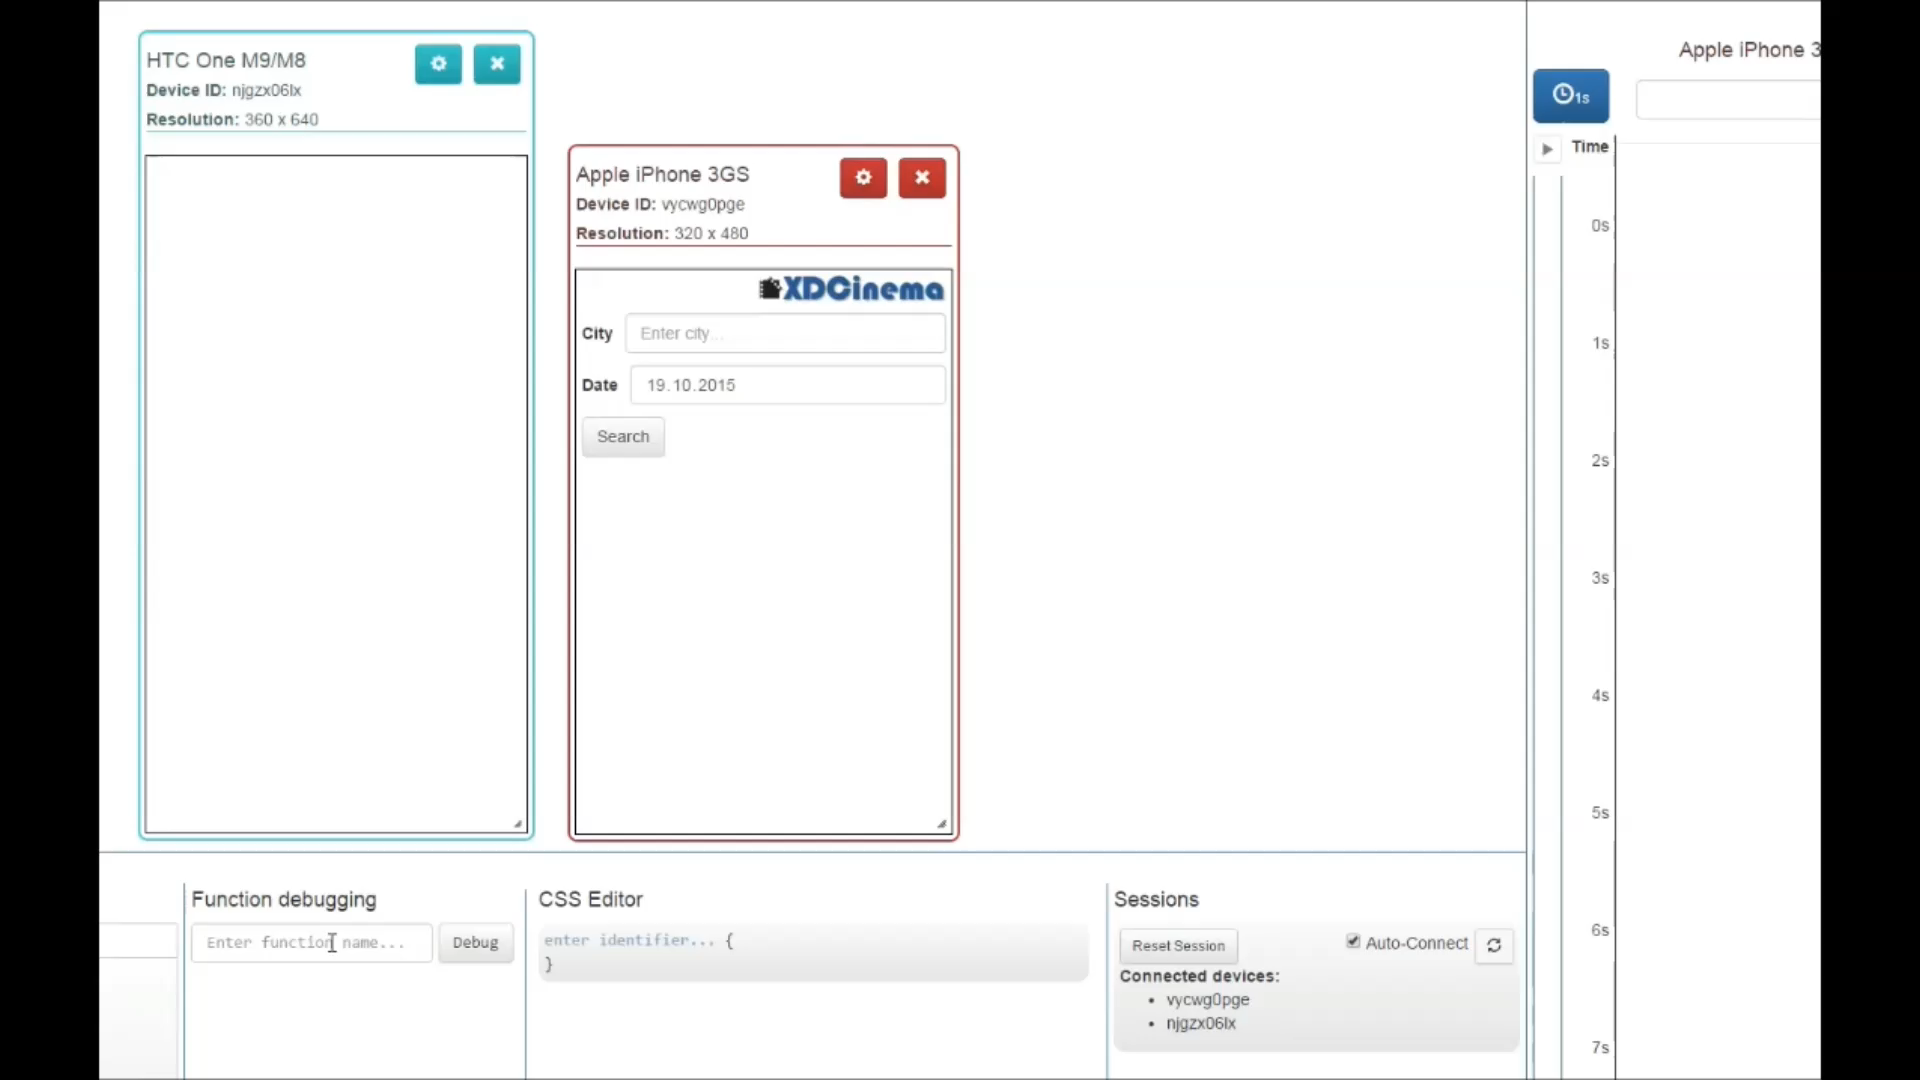 HTC One M9/M8
Device ID: njgzx06lx
Resolution: 360 x 640
Apple iPhone 3GS
Device ID: vycwg0pge
Resolution: 320 x 480
XDCinema
City Enter city...
Date 19.10.2015
Search
Apple iPhone 3
1s
Time
0s
1s
2s
3s
4s
5s
6s
7s
Function debugging
Enter function name...
Debug
CSS Editor
enter identifier... {
}
Sessions
Reset Session
Auto-Connect
Connected devices:
• vycwg0pge
• njgzx06lx